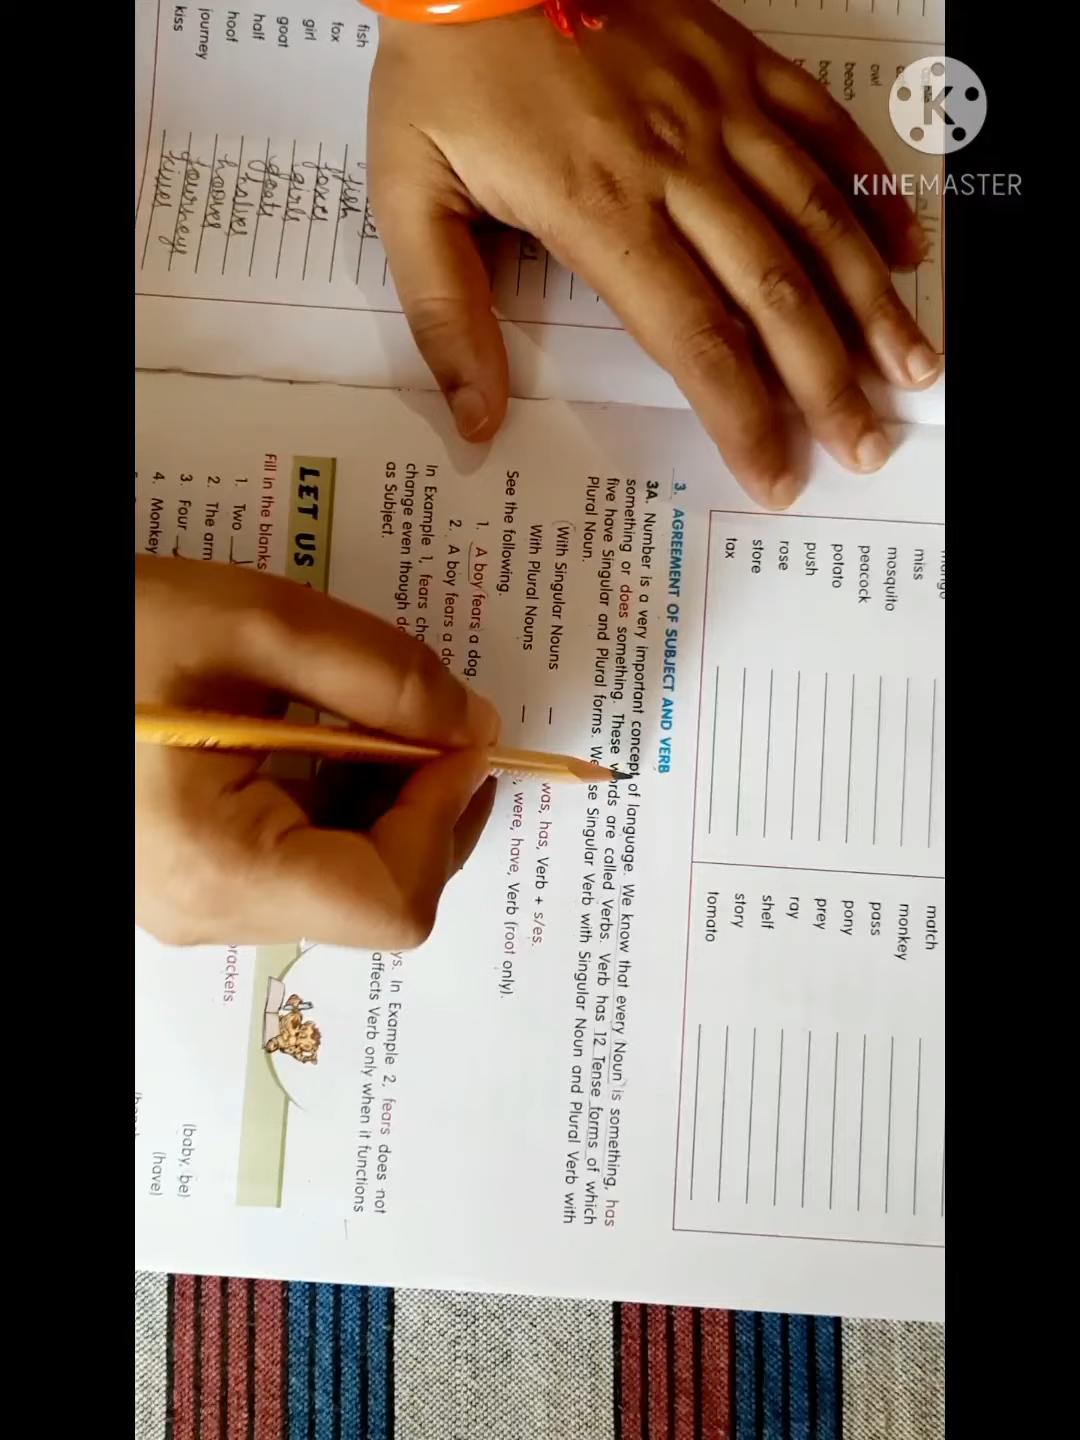 KINEMASTER
owl
beach
fish fish
fox foxes
girl girls
goat goats
half halves
hoof hooves
journey journeys
kiss kisses
miss
mosquito
peacock
potato
push
rose
store
tax
match
monkey
pass
pony
prey
ray
shelf
story
tomato
3. AGREEMENT OF SUBJECT AND VERB
3A. Number is a very important concept of language. We know that every Noun is something, has
something or does something. These words are called Verbs. Verb has 12 Tense forms of which
five have Singular and Plural forms. We use Singular Verb with Singular Noun and Plural Verb with
Plural Noun.
(With Singular Nouns — was, has, Verb + s/es.
With Plural Nouns — were, have, Verb (root only).
See the following.
1. A boy fears a dog.
2. A boy fears a
In Example 1, fears In Example 2, fears does not
change even though affects Verb only when it functions
as Subject.
LET US
Fill in the blanks brackets.
1. Two
2. The arm
3. Four (baby, be)
4. Monkey (have)